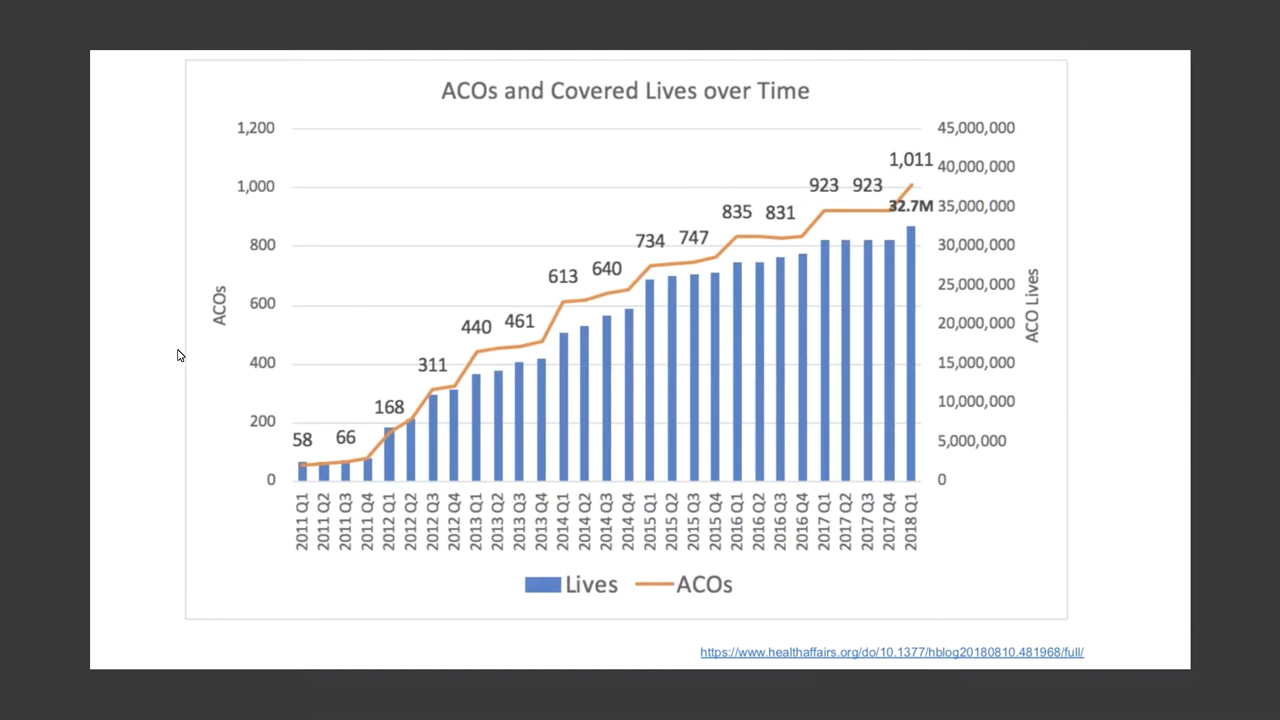 ACOs and Covered Lives over Time
1,200
1,000
800
600
400
200
0
ACOs
45,000,000
40,000,000
35,000,000
30,000,000
25,000,000
20,000,000
15,000,000
10,000,000
5,000,000
0
ACO Lives
58
66
168
311
440
461
613
640
734
747
835
831
923
923
1,011
32.7M
2011 Q1
2011 Q2
2011 Q3
2011 Q4
2012 Q1
2012 Q2
2012 Q3
2012 Q4
2013 Q1
2013 Q2
2013 Q3
2013 Q4
2014 Q1
2014 Q2
2014 Q3
2014 Q4
2015 Q1
2015 Q2
2015 Q3
2015 Q4
2016 Q1
2016 Q2
2016 Q3
2016 Q4
2017 Q1
2017 Q2
2017 Q3
2017 Q4
2018 Q1
Lives
ACOs
https://www.healthaffairs.org/do/10.1377/hblog20180810.481968/full/